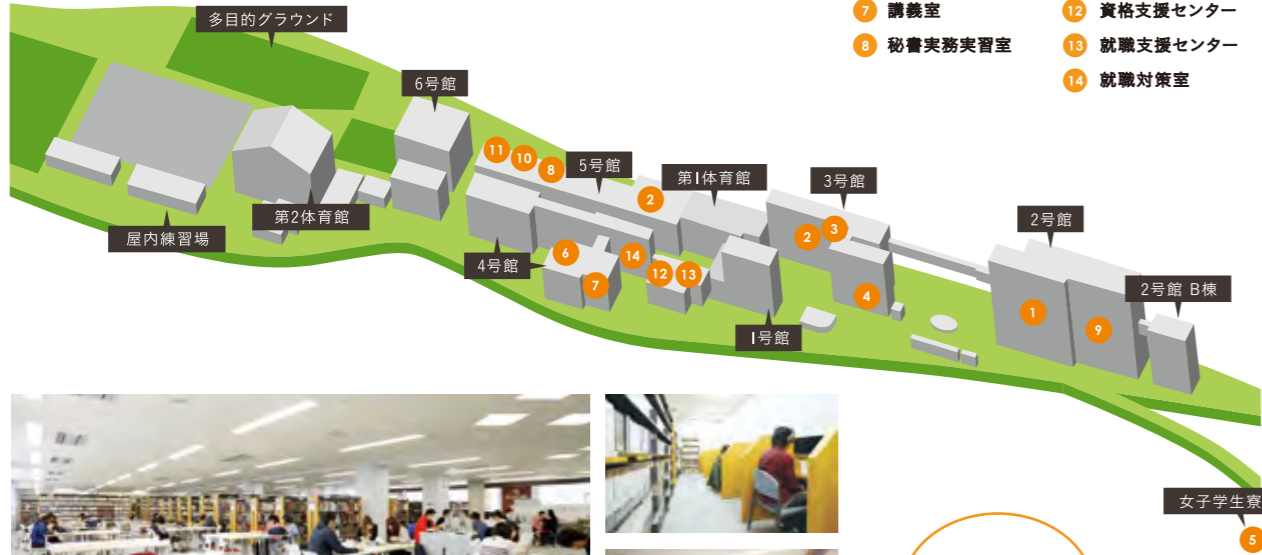 7 講義室
8 秘書実務実習室
12 資格支援センター
13 就職支援センター
14 就職対策室
多目的グラウンド
6号館
5号館
第1体育館
3号館
2号館
2号館 B棟
屋内練習場
第2体育館
4号館
1号館
11
10
8
2
2
3
6
7
14
12
13
4
1
9
女子学生寮
5